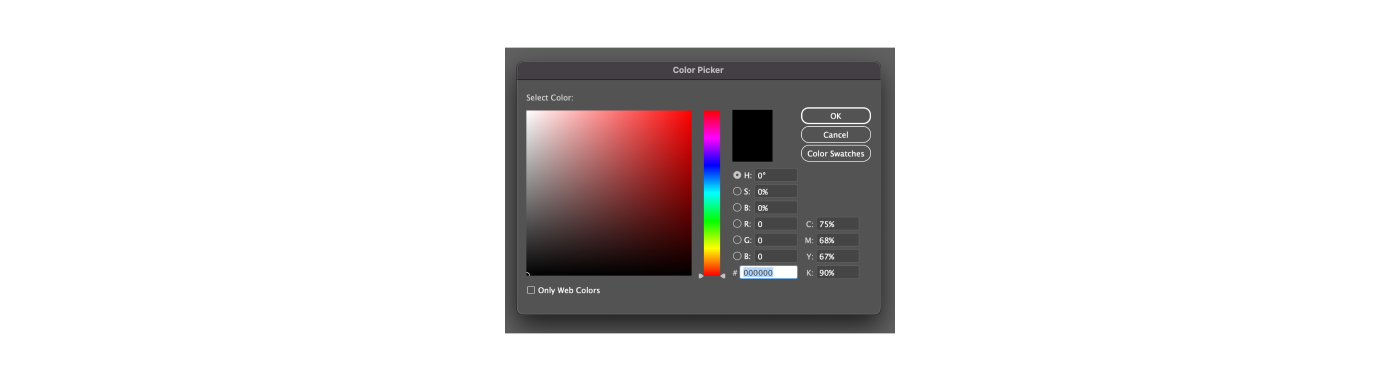 Color Picker
Select Color:
OK
Cancel
Color Swatches
H: 0°
S: 0%
B: 0%
R: 0 C: 75%
G: 0 M: 68%
B: 0 Y: 67%
# 000000 K: 90%
Only Web Colors